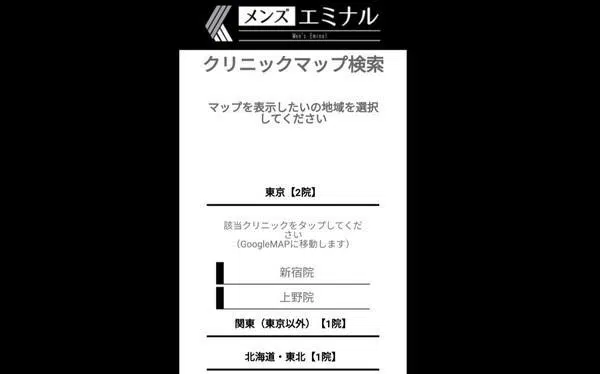 メンズ エミナル
Men's Eminal
クリニックマップ検索
マップを表示したいの地域を選択
してください
東京【2院】
該当クリニックをタップしてくだ
さい
（GoogleMAPに移動します）
新宿院
上野院
関東（東京以外）【1院】
北海道・東北【1院】